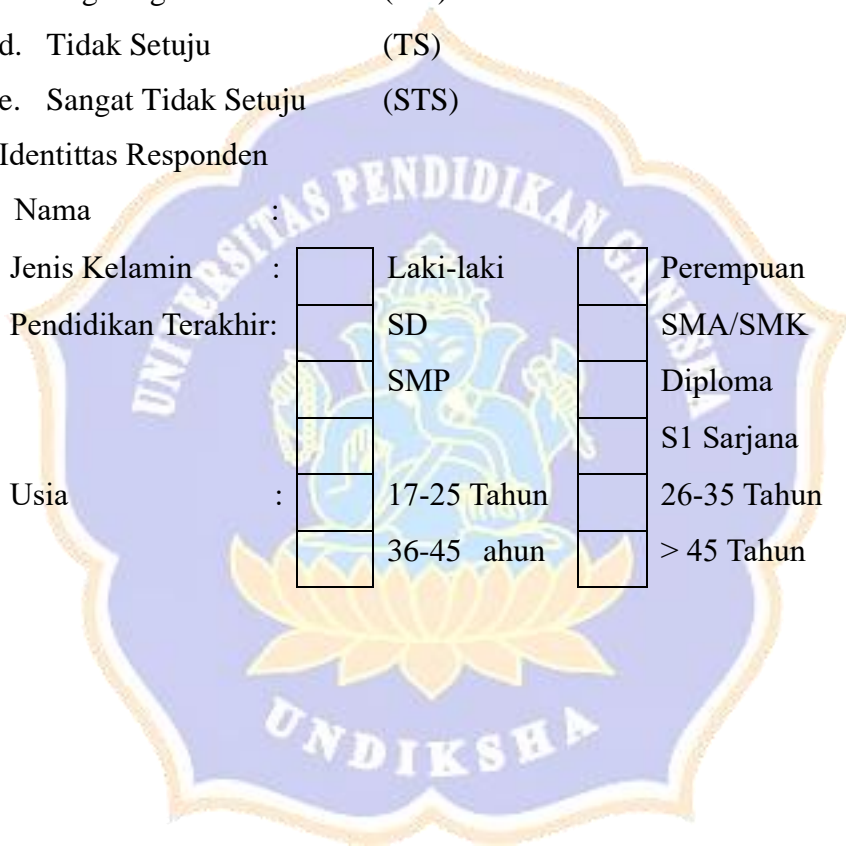 d. Tidak Setuju (TS)
e. Sangat Tidak Setuju (STS)
Identittas Responden
Nama :
Jenis Kelamin : Laki-laki Perempuan
Pendidikan Terakhir: SD SMA/SMK
SMP Diploma
S1 Sarjana
Usia : 17-25 Tahun 26-35 Tahun
36-45 ahun > 45 Tahun
UNIVERSITAS PENDIDIKAN GANESHA
UNDIKSHA